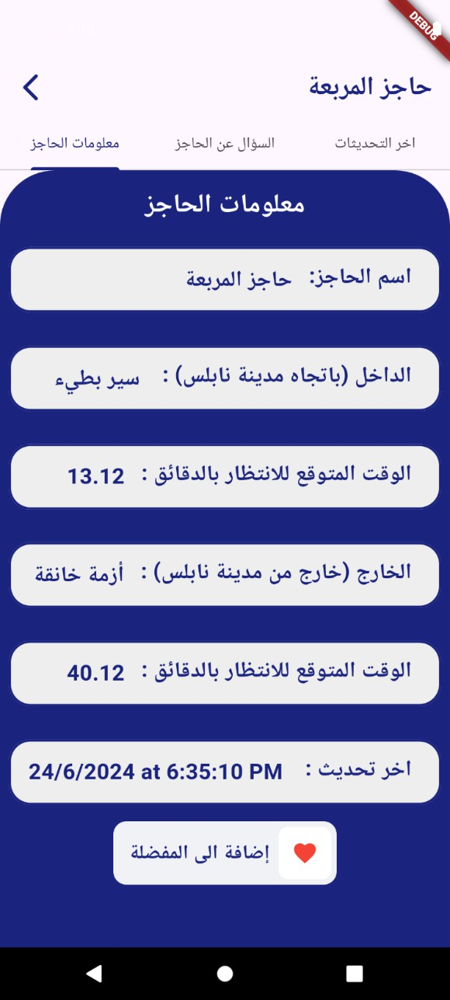 DEBUG
حاجز المربعة
اخر التحديثات
السؤال عن الحاجز
معلومات الحاجز
معلومات الحاجز
اسم الحاجز: حاجز المربعة
الداخل (باتجاه مدينة نابلس) : سير بطيء
الوقت المتوقع للانتظار بالدقائق : 13.12
الخارج (خارج من مدينة نابلس) : أزمة خانقة
الوقت المتوقع للانتظار بالدقائق : 40.12
اخر تحديث : 24/6/2024 at 6:35:10 PM
إضافة الى المفضلة